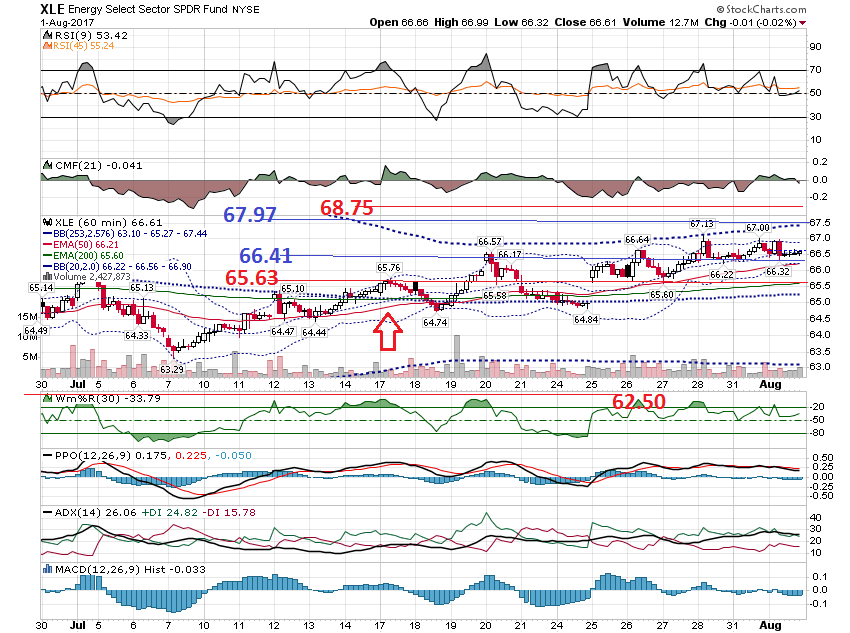 XLE Energy Select Sector SPDR Fund NYSE
© StockCharts.com
1-Aug-2017
Open 66.66 High 66.99 Low 66.32 Close 66.61 Volume 12.7M Chg -0.01 (-0.02%)
RSI(9) 53.42
RSI(45) 55.24
90
70
50
30
10
CMF(21) -0.041
0.2
0.0
-0.2
67.97
68.75
66.41
65.63
XLE (60 min) 66.61
BB(253,2.576) 63.10 - 65.27 - 67.44
EMA(50) 66.21
EMA(200) 65.60
BB(20,2.0) 66.22 - 66.56 - 66.90
Volume 2,427,873
67.5
67.0
66.5
66.0
65.5
65.0
64.5
64.0
63.5
63.0
15M
10M
5M
65.14
64.49
65.13
64.33
63.29
65.10
64.47
64.44
65.76
64.74
66.57
66.17
65.58
64.84
66.64
65.60
67.13
66.22
67.00
66.32
30 Jul 5 6 7 10 11 12 13 14 17 18 19 20 21 24 25 26 27 28 31 Aug
62.50
Wm%R(30) -33.79
-20
-50
-80
PPO(12,26,9) 0.175, 0.225, -0.050
0.50
0.25
0.00
-0.25
-0.50
ADX(14) 26.06 +DI 24.82 -DI 15.78
40
30
20
10
MACD(12,26,9) Hist -0.033
0.1
0.0
-0.1
30 Jul 5 6 7 10 11 12 13 14 17 18 19 20 21 24 25 26 27 28 31 Aug